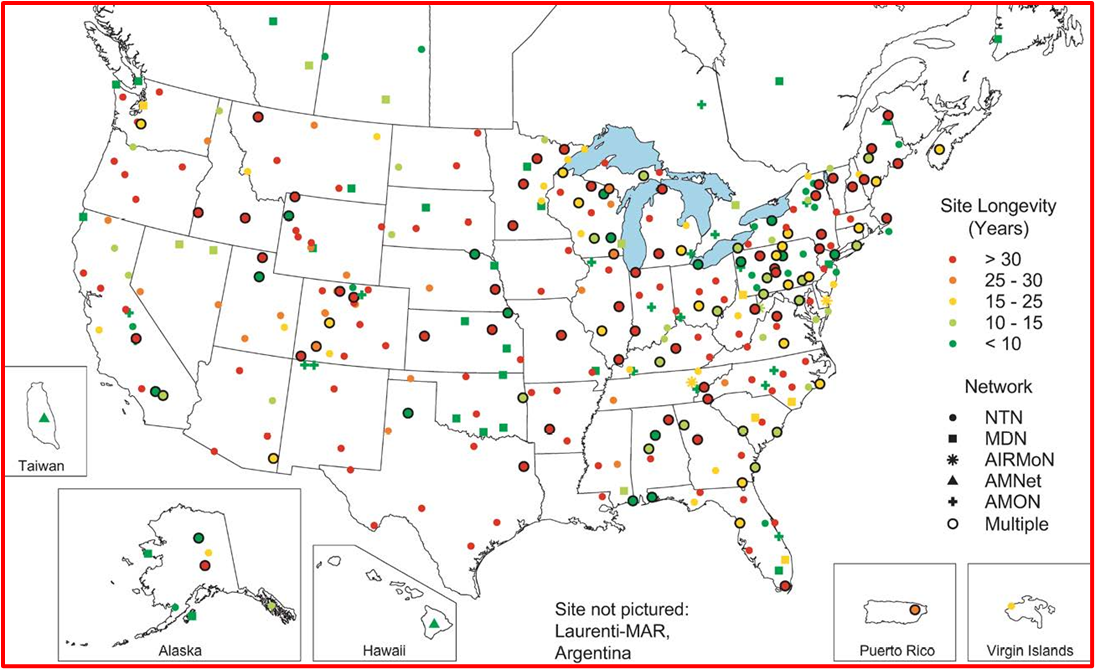 Site Longevity
(Years)
> 30
25 - 30
15 - 25
10 - 15
< 10
Network
NTN
MDN
AIRMoN
AMNet
AMON
Multiple
Taiwan
Alaska
Hawaii
Site not pictured:
Laurenti-MAR,
Argentina
Puerto Rico
Virgin Islands